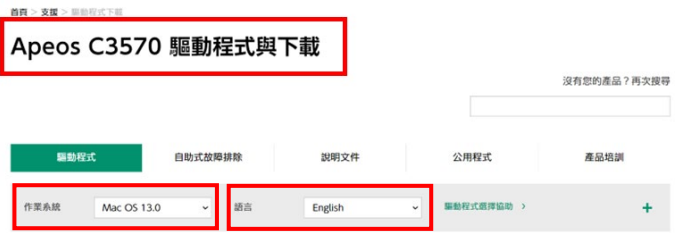 首頁 > 支援 > 驅動程式下載
Apeos C3570 驅動程式與下載
沒有您的產品？再次搜尋
驅動程式 自助式故障排除 說明文件 公用程式 產品培訓
作業系統 Mac OS 13.0 語言 English 驅動程式選擇協助 > +